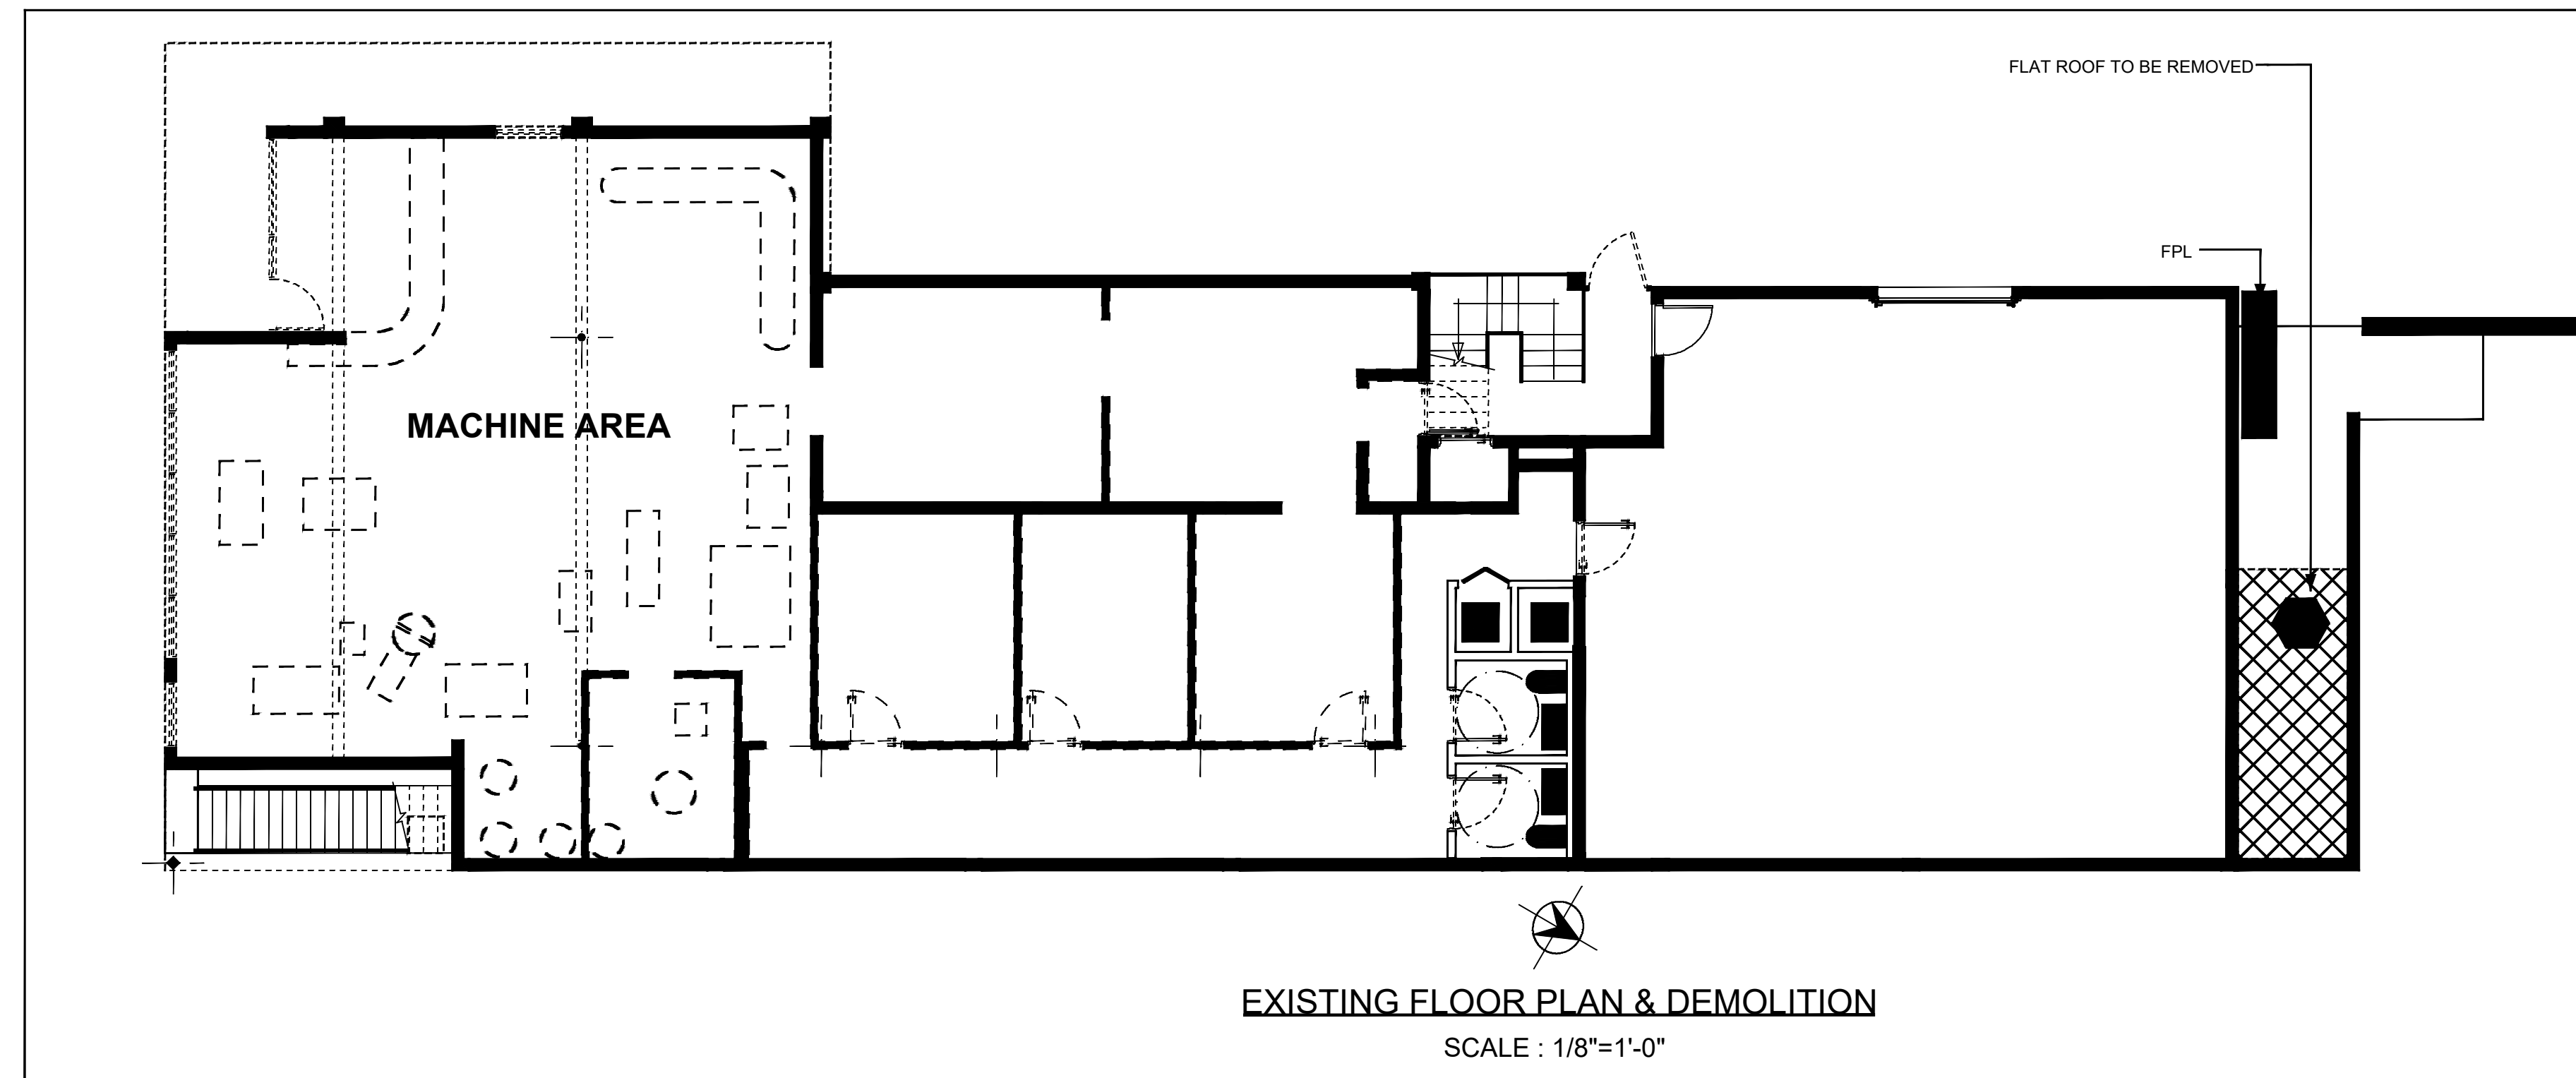 FLAT ROOF TO BE REMOVED
FPL
MACHINE AREA
EXISTING FLOOR PLAN & DEMOLITION
SCALE : 1/8"=1'-0"